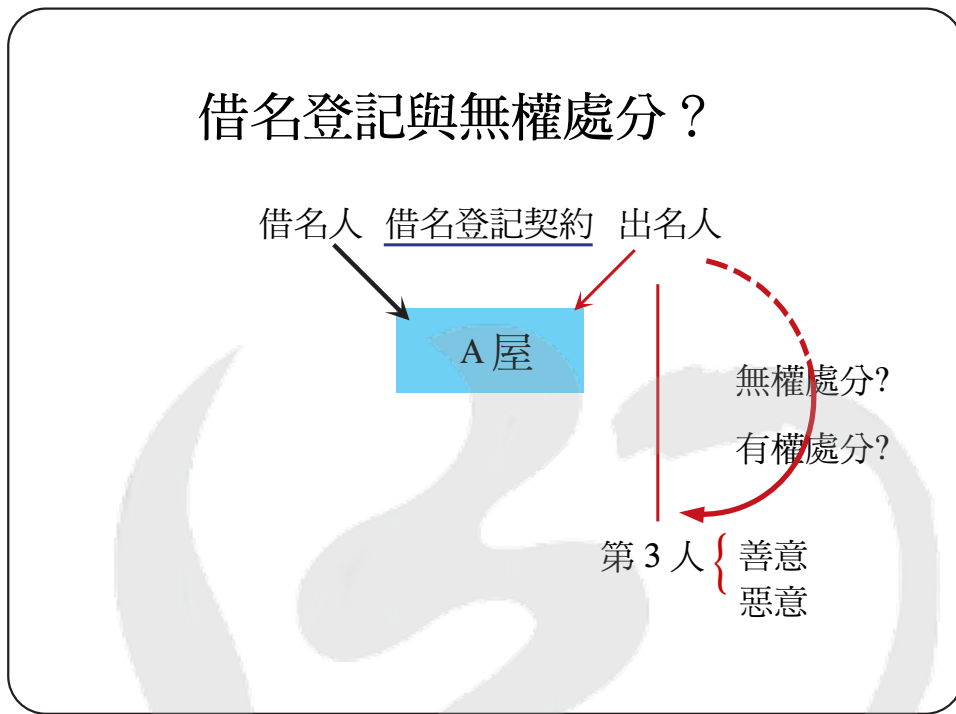 借名登記與無權處分？
借名人 借名登記契約 出名人
A 屋
無權處分?
有權處分?
第 3 人 { 善意
惡意